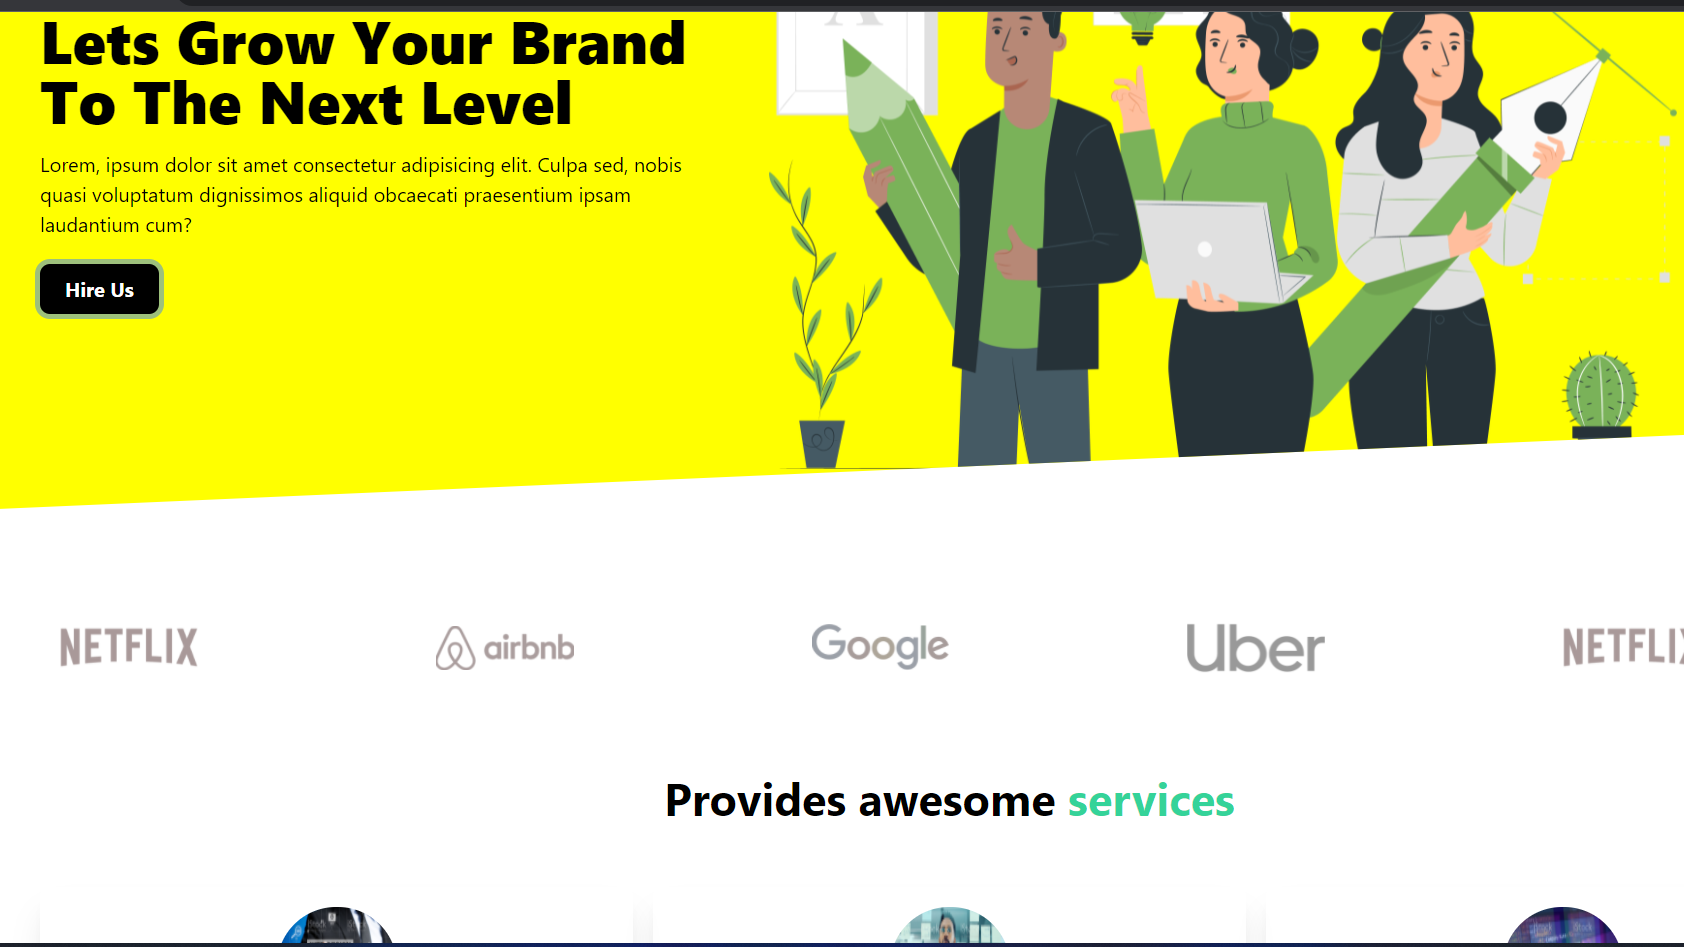 Lets Grow Your Brand
To The Next Level
Lorem, ipsum dolor sit amet consectetur adipisicing elit. Culpa sed, nobis
quasi voluptatum dignissimos aliquid obcaecati praesentium ipsam
laudantium cum?
Hire Us
NETFLIX airbnb Google Uber NETFLIX
Provides awesome services